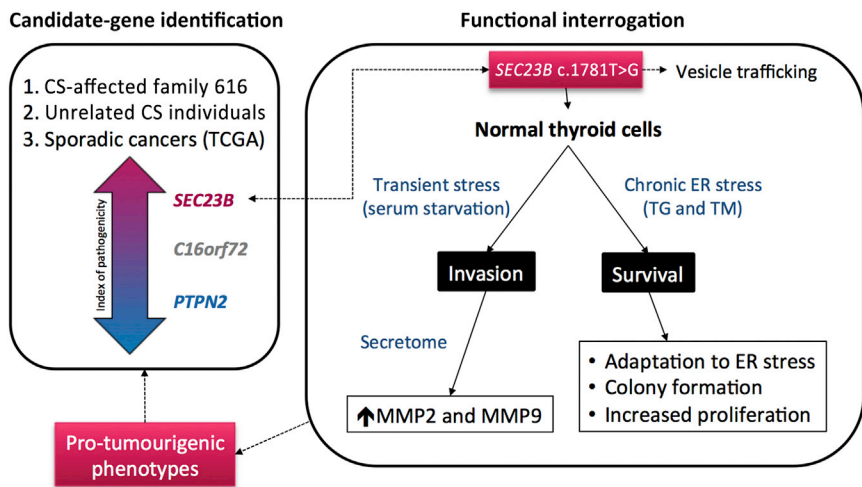 Candidate-gene identification
1. CS-affected family 616
2. Unrelated CS individuals
3. Sporadic cancers (TCGA)
Index of pathogenicity
SEC23B
C16orf72
PTPN2
Pro-tumourigenic
phenotypes
Functional interrogation
SEC23B c.1781T>G
Vesicle trafficking
Normal thyroid cells
Transient stress
(serum starvation)
Chronic ER stress
(TG and TM)
Invasion
Survival
Secretome
MMP2 and MMP9
• Adaptation to ER stress
• Colony formation
• Increased proliferation